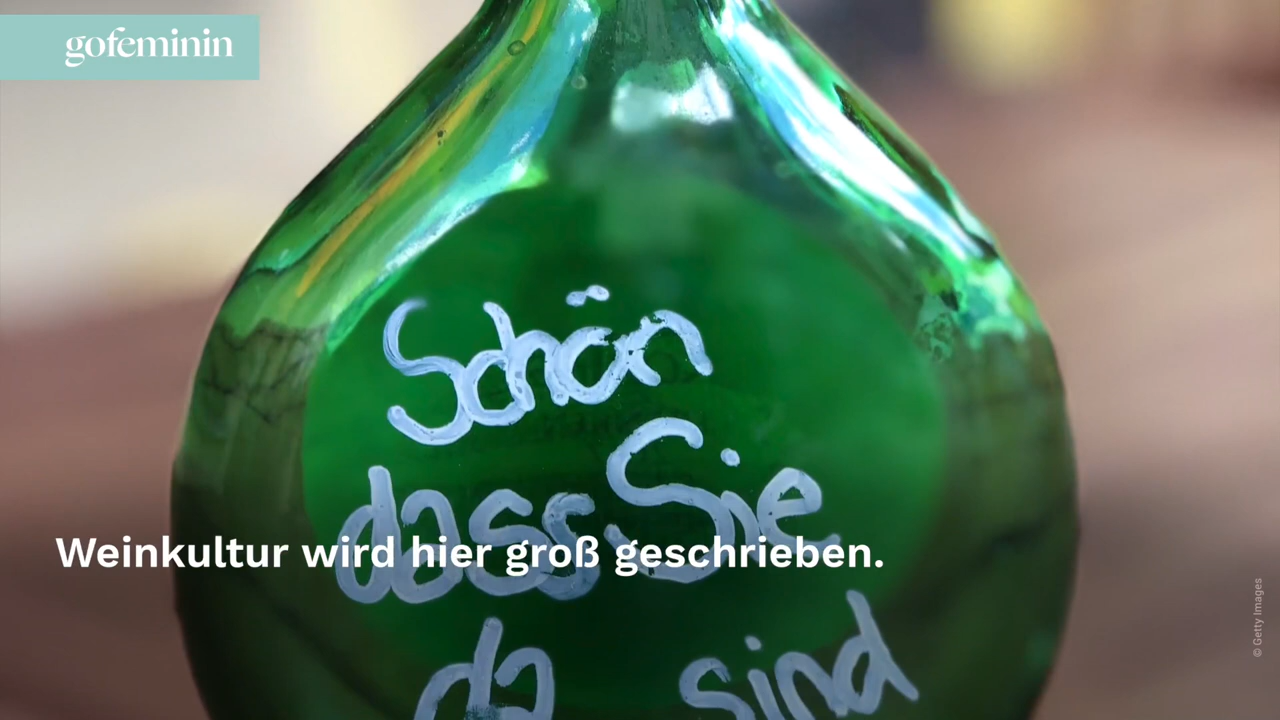 gofeminin
Schön
dass Sie
Weinkultur wird hier groß geschrieben.
da sind
© Getty Images